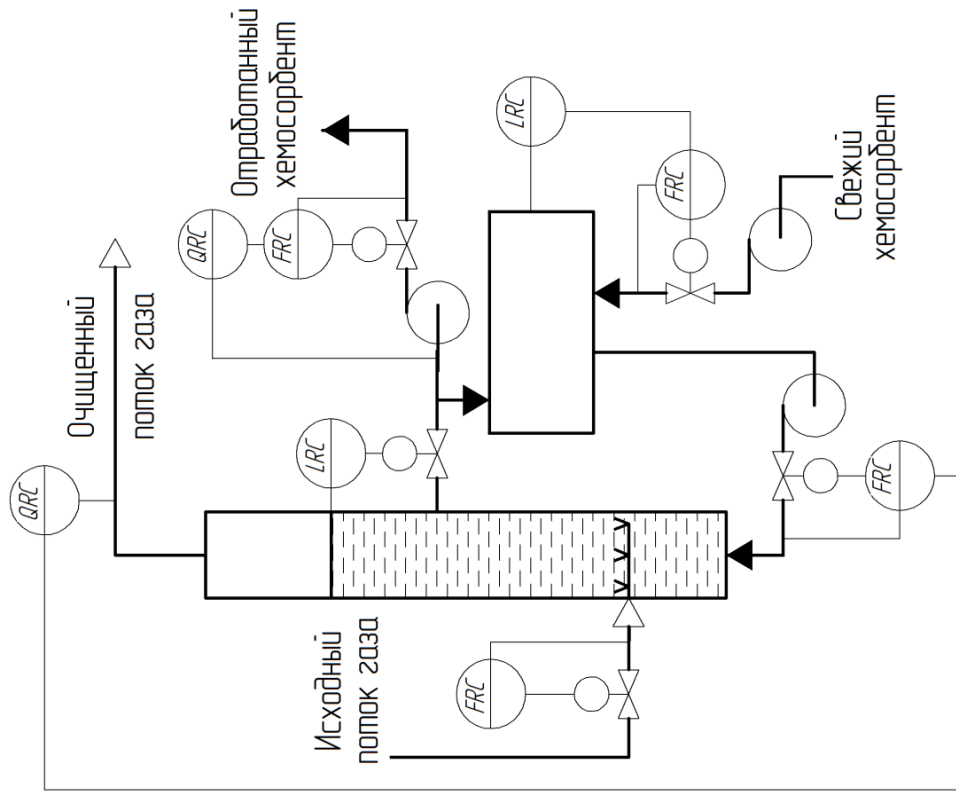 Отработанный
хемосорбент
Очищенный
поток газа
QRC
FRC
LRC
FRC
QRC
LRC
Свежий
хемосорбент
Исходный
поток газа
FRC
FRC